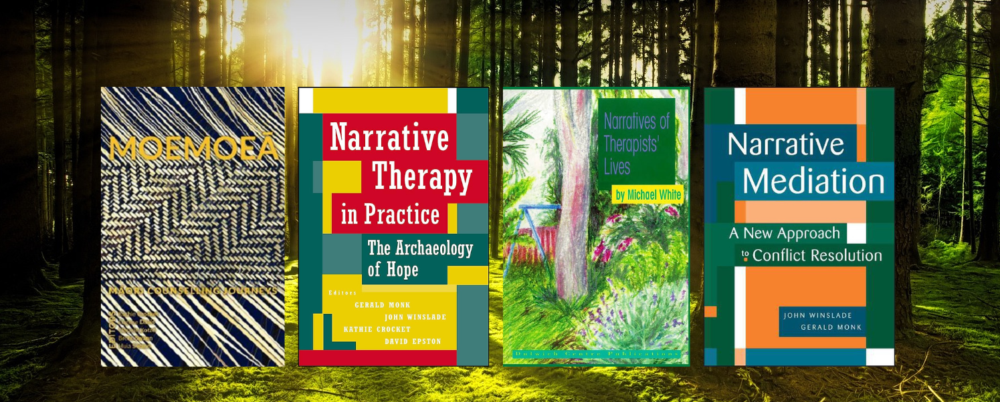 MOEMOEĀ
MĀORI COUNSELLING JOURNEYS
EDITORS
Narrative
Therapy
in Practice
The Archaeology
of Hope
Editors
GERALD MONK
JOHN WINSLADE
KATHIE CROCKET
DAVID EPSTON
Narratives of
Therapists'
Lives
by Michael White
Dulwich Centre Publications
Narrative
Mediation
A New Approach
to Conflict Resolution
JOHN WINSLADE
GERALD MONK